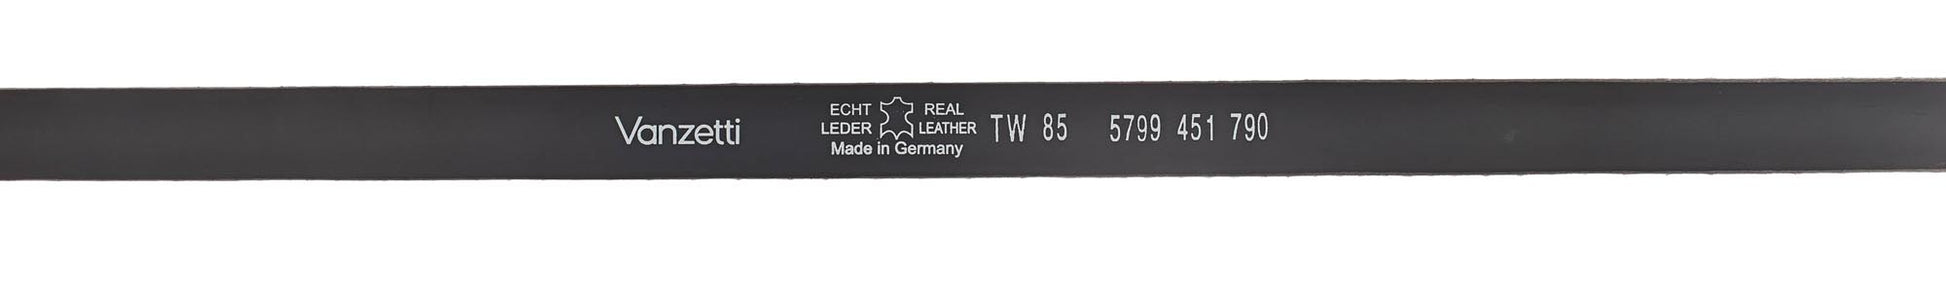 Vanzetti
ECHT REAL
LEDER LEATHER
Made in Germany
TW 85 5799 451 790